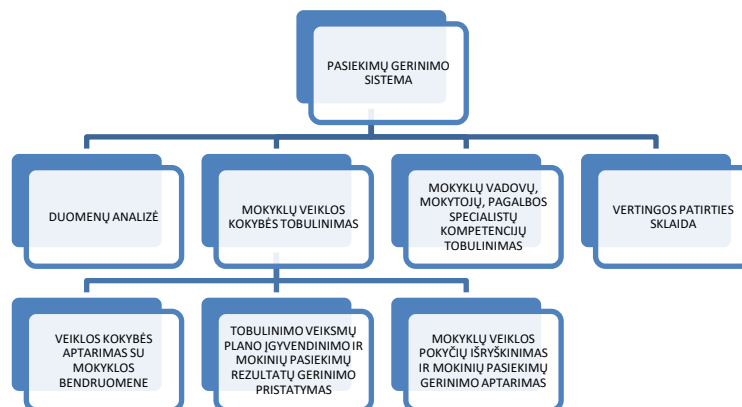 PASIEKIMŲ GERINIMO
SISTEMA
DUOMENŲ ANALIZĖ
MOKYKLŲ VEIKLOS
KOKYBĖS TOBULINIMAS
MOKYKLŲ VADOVŲ,
MOKYTOJŲ, PAGALBOS
SPECIALISTŲ
KOMPETENCIJŲ
TOBULINIMAS
VERTINGOS PATIRTIES
SKLAIDA
VEIKLOS KOKYBĖS
APTARIMAS SU
MOKYKLOS
BENDRUOMENE
TOBULINIMO VEIKSMŲ
PLANO ĮGYVENDINIMO IR
MOKINIŲ PASIEKIMŲ
REZULTATŲ GERINIMO
PRISTATYMAS
MOKYKLŲ VEIKLOS
POKYČIŲ IŠRYŠKINIMAS
IR MOKINIŲ PASIEKIMŲ
GERINIMO APTARIMAS